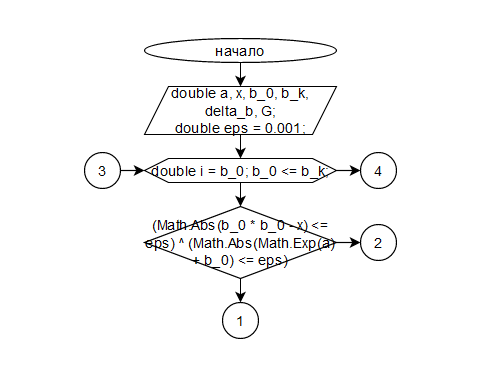 начало
double a, x, b_0, b_k,
delta_b, G;
double eps = 0.001;
3
double i = b_0; b_0 <= b_k;
4
(Math.Abs(b_0 * b_0 - x) <=
eps) ^ (Math.Abs(Math.Exp(a)
+ b_0) <= eps)
2
1